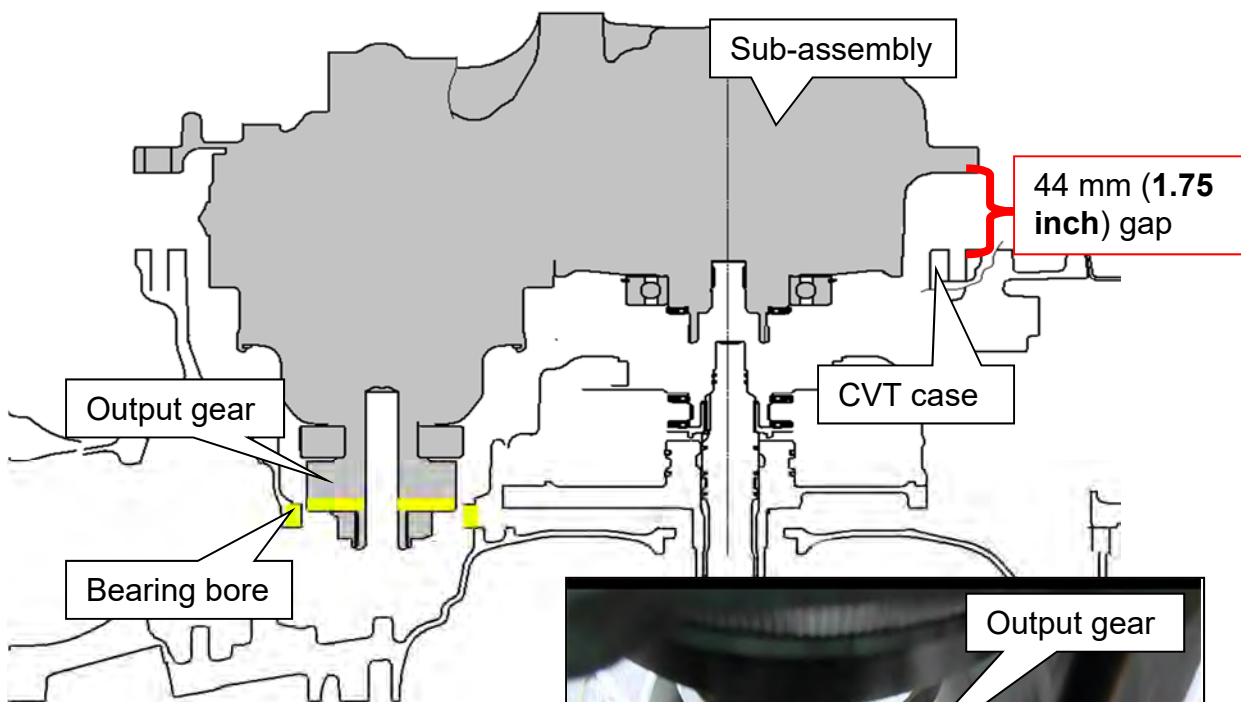 Sub-assembly
44 mm (1.75
inch) gap
CVT case
Output gear
Bearing bore
Output gear